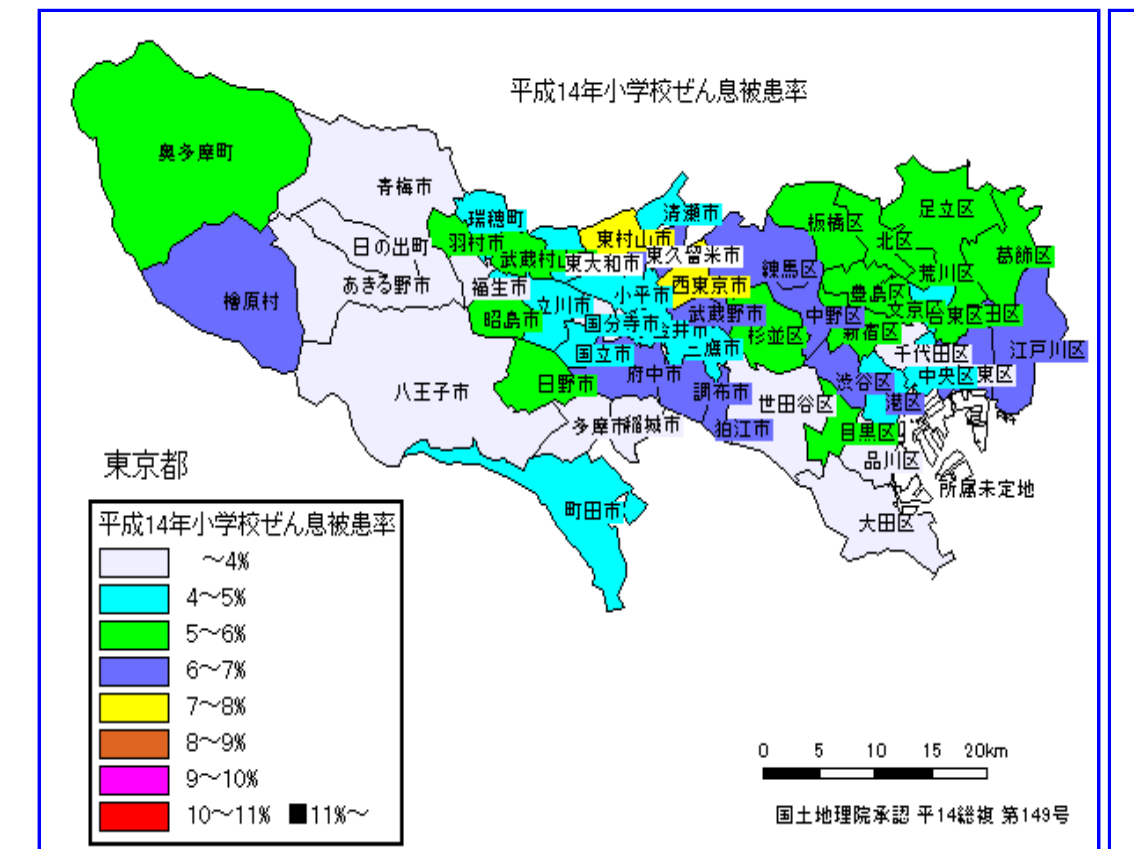 平成14年小学校ぜん息被患率
奥多摩町
青梅市
瑞穂町
清瀬市
板橋区
足立区
日の出町
羽村市
武蔵村山
東村山市
東大和市
東久留米市
練馬区
北区
葛飾区
荒川区
檜原村
あきる野市
福生市
立川市
小平市
西東京市
豊島区
文京区
台東区
田区
昭島市
国分寺市
金井市
武蔵野市
中野区
新宿区
杉並区
国立市
三鷹市
千代田区
江戸川区
八王子市
日野市
府中市
調布市
渋谷区
中央区
東区
世田谷区
港区
多摩市
稲城市
狛江市
目黒区
品川区
東京都
町田市
所属未定地
大田区
平成14年小学校ぜん息被患率
～4%
4～5%
5～6%
6～7%
7～8%
8～9%
9～10%
10～11% ■11%～
0 5 10 15 20km
国土地理院承認 平14総複 第149号